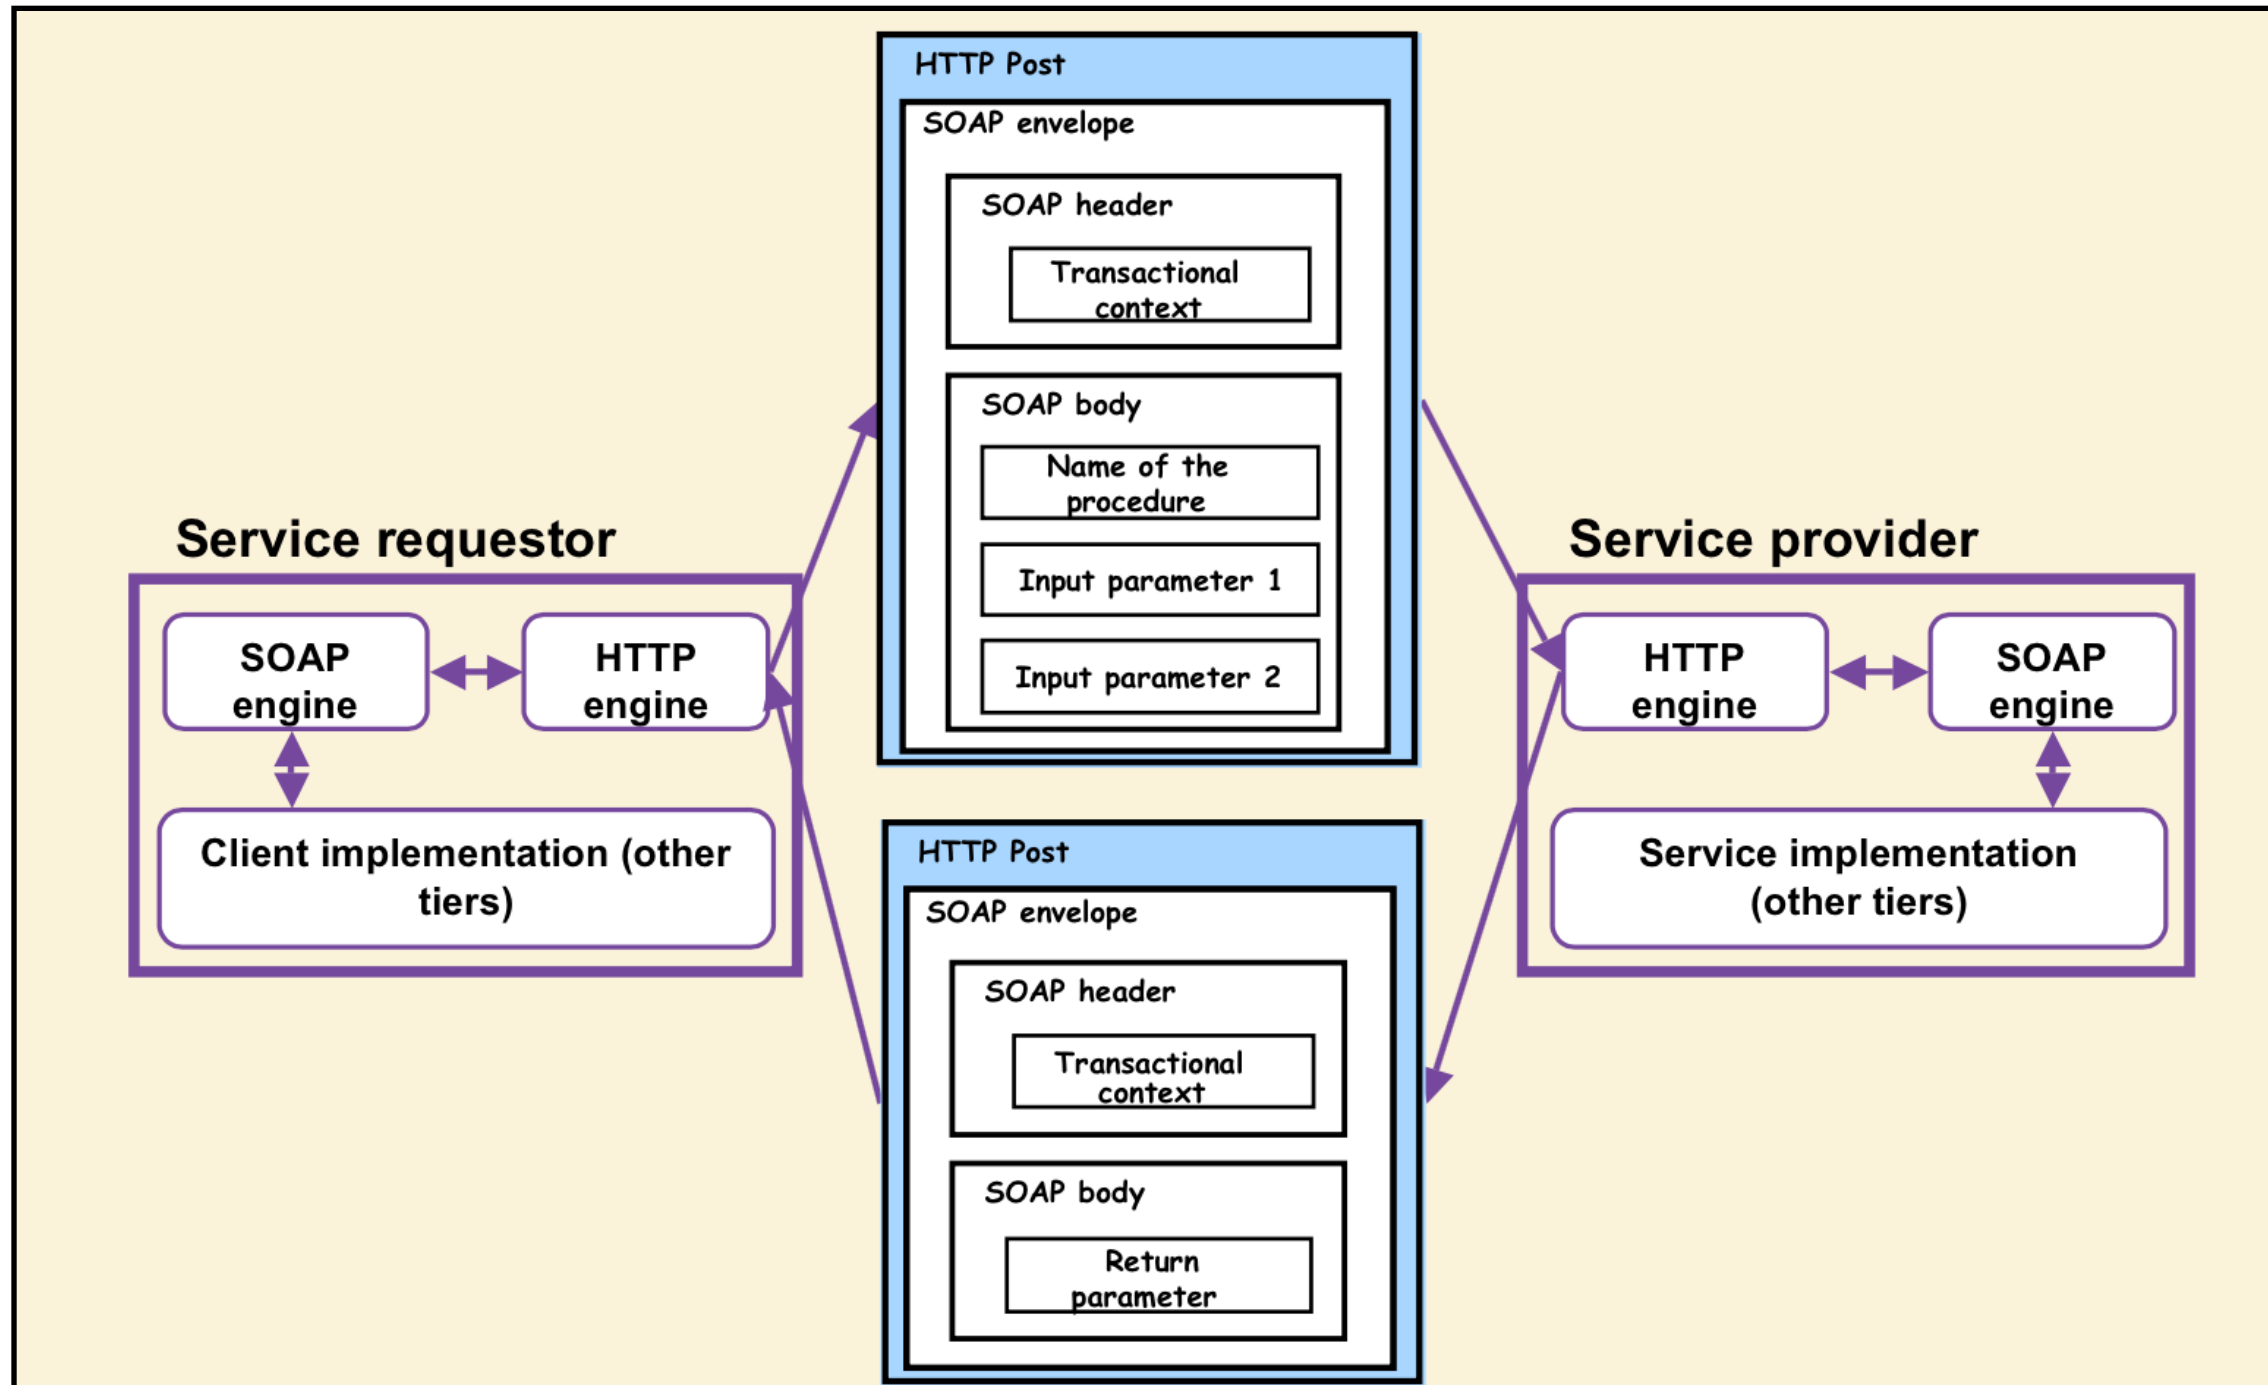 HTTP Post
SOAP envelope
SOAP header
Transactional
context
SOAP body
Name of the
procedure
Input parameter 1
Input parameter 2
Service requestor
SOAP
engine
HTTP
engine
Client implementation (other
tiers)
Service provider
HTTP
engine
SOAP
engine
Service implementation
(other tiers)
HTTP Post
SOAP envelope
SOAP header
Transactional
context
SOAP body
Return
parameter